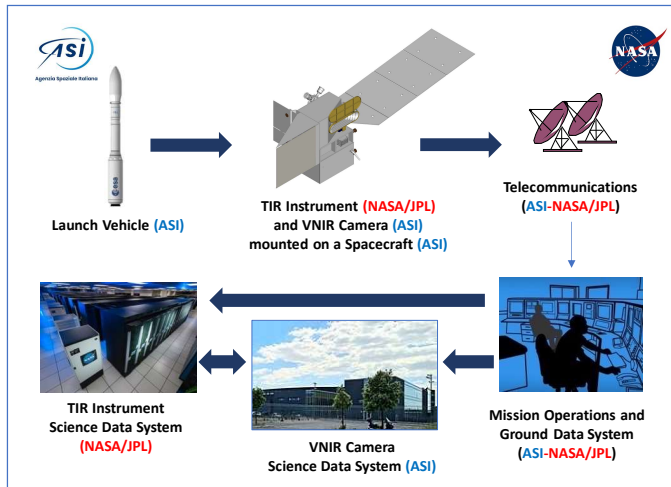 ASI
Agenzia Spaziale Italiana
NASA
esa
Launch Vehicle (ASI)
TIR Instrument (NASA/JPL)
and VNIR Camera (ASI)
mounted on a Spacecraft (ASI)
Telecommunications
(ASI-NASA/JPL)
TIR Instrument
Science Data System
(NASA/JPL)
VNIR Camera
Science Data System (ASI)
Mission Operations and
Ground Data System
(ASI-NASA/JPL)